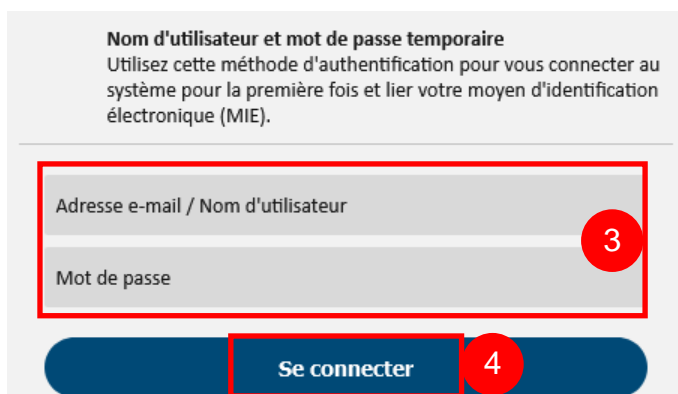 Nom d'utilisateur et mot de passe temporaire
Utilisez cette méthode d'authentification pour vous connecter au
système pour la première fois et lier votre moyen d'identification
électronique (MIE).
Adresse e-mail / Nom d'utilisateur
3
Mot de passe
Se connecter
4